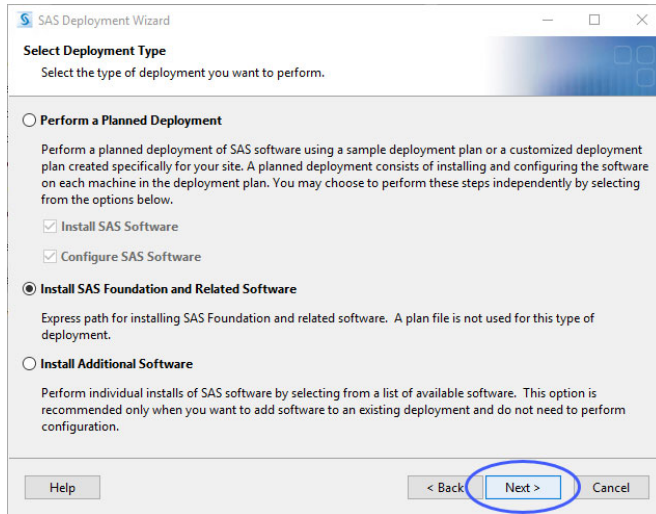 SAS Deployment Wizard
Select Deployment Type
Select the type of deployment you want to perform.
Perform a Planned Deployment
Perform a planned deployment of SAS software using a sample deployment plan or a customized deployment
plan created specifically for your site. A planned deployment consists of installing and configuring the software
on each machine in the deployment plan. You may choose to perform these steps independently by selecting
from the options below.
Install SAS Software
Configure SAS Software
Install SAS Foundation and Related Software
Express path for installing SAS Foundation and related software. A plan file is not used for this type of
deployment.
Install Additional Software
Perform individual installs of SAS software by selecting from a list of available software. This option is
recommended only when you want to add software to an existing deployment and do not need to perform
configuration.
Help < Back Next > Cancel